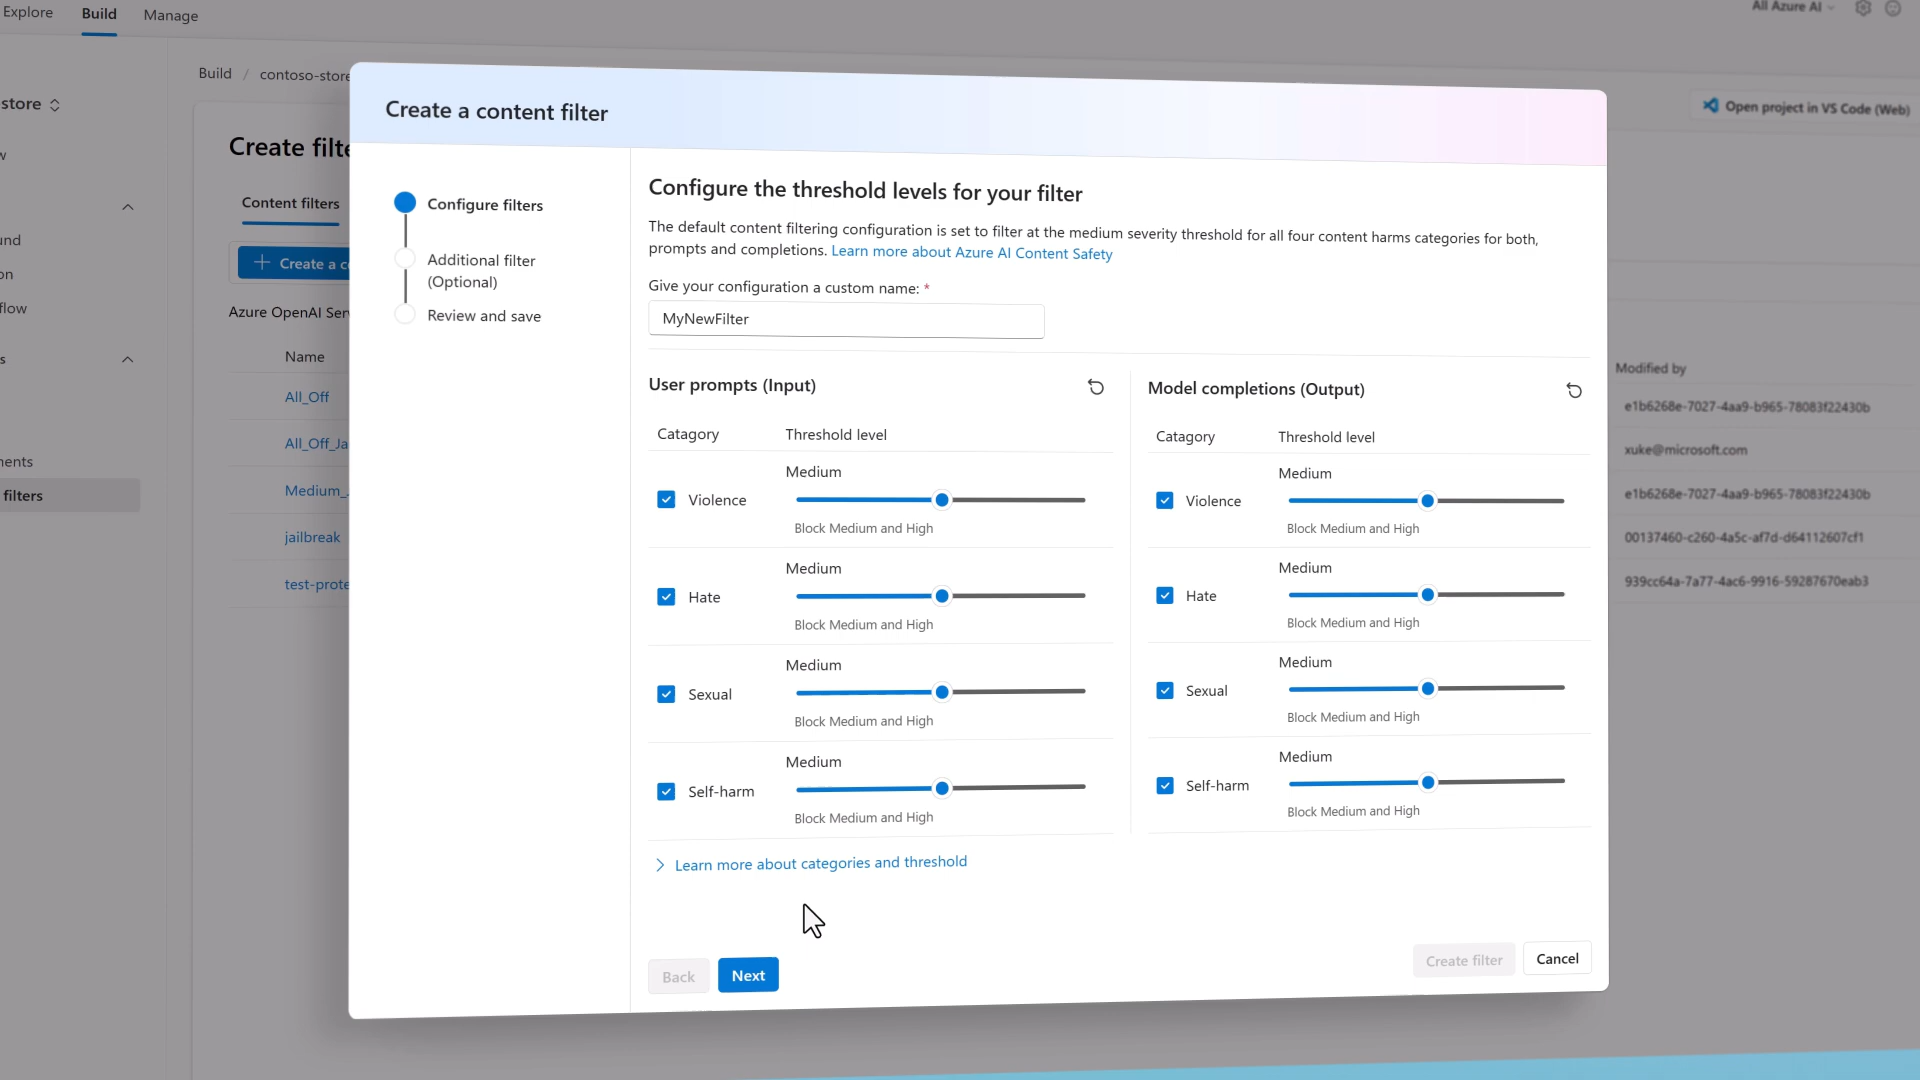 Explore
Build
Manage
All Azure AI
Build / contoso-store
store
Open project in VS Code (Web)
Create a content filter
Create filte
Configure filters
Additional filter
(Optional)
Review and save
Content filters
Create a co
Azure OpenAI Serv
Name
All_Off
All_Off_Ja
Medium_
jailbreak
test-prote
flow
filters
Configure the threshold levels for your filter
The default content filtering configuration is set to filter at the medium severity threshold for all four content harms categories for both,
prompts and completions. Learn more about Azure AI Content Safety
Give your configuration a custom name: *
MyNewFilter
User prompts (Input)
Catagory
Threshold level
Violence
Medium
Block Medium and High
Hate
Medium
Block Medium and High
Sexual
Medium
Block Medium and High
Self-harm
Medium
Block Medium and High
Model completions (Output)
Catagory
Threshold level
Violence
Medium
Block Medium and High
Hate
Medium
Block Medium and High
Sexual
Medium
Block Medium and High
Self-harm
Medium
Block Medium and High
Learn more about categories and threshold
Back
Next
Create filter
Cancel
Modified by
e1b6268e-7027-4aa9-b965-78083f22430b
xuke@microsoft.com
e1b6268e-7027-4aa9-b965-78083f22430b
00137460-c260-4a5c-af7d-d64112607cf1
939cc64a-7a77-4ac6-9916-59287670eab3